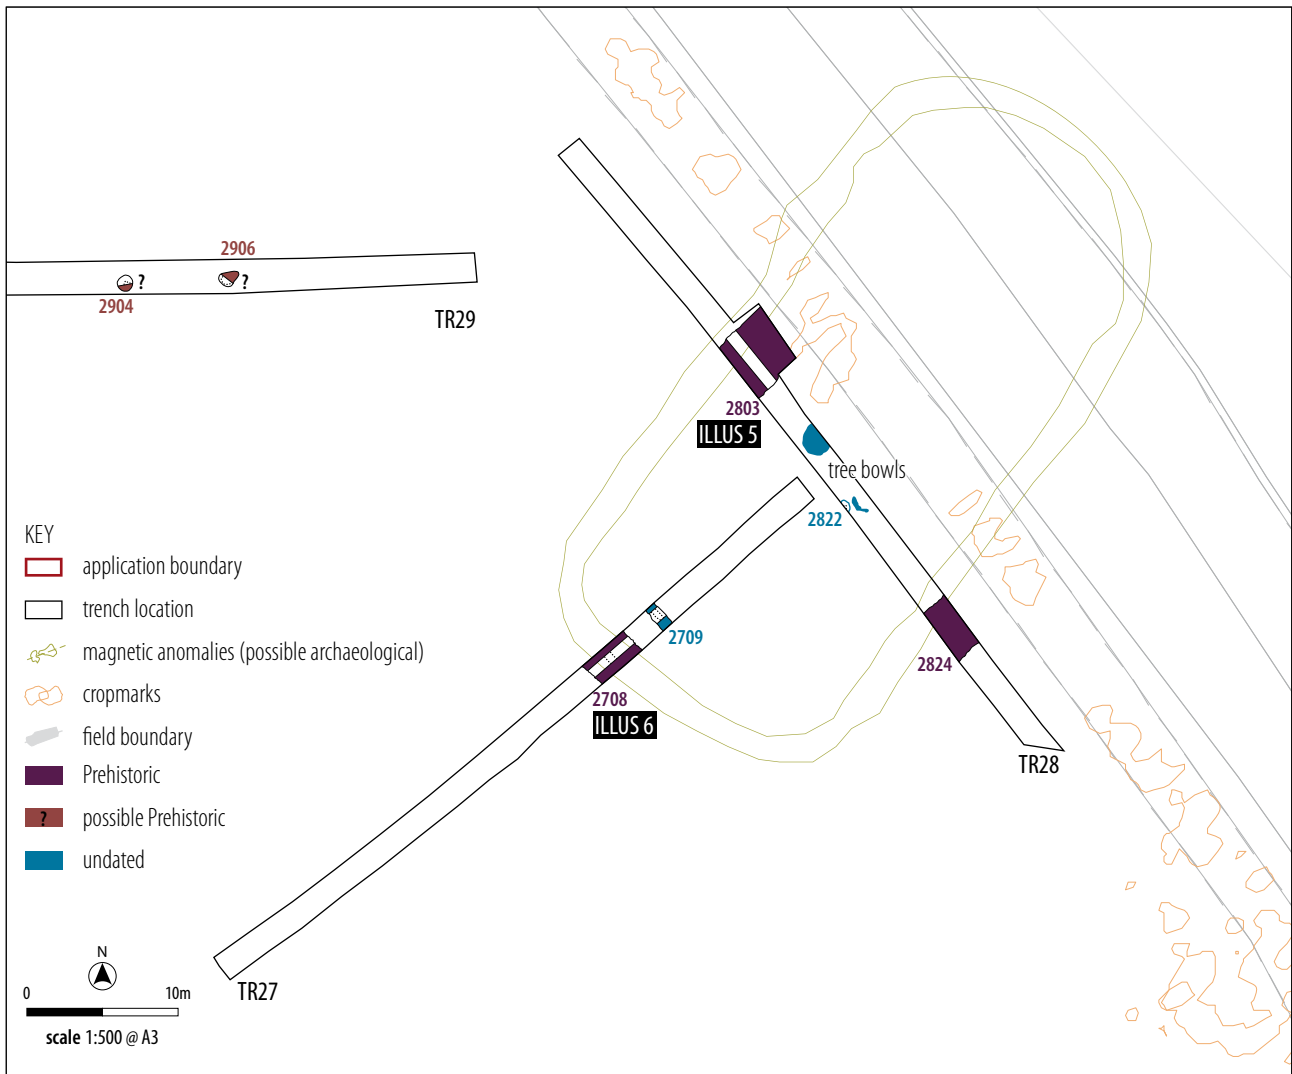 2906
?
?
2904
TR29
2803
ILLUS 5
tree bowls
2822
2709
2708
ILLUS 6
2824
TR28
TR27
KEY
application boundary
trench location
magnetic anomalies (possible archaeological)
cropmarks
field boundary
Prehistoric
? possible Prehistoric
undated
N
0 10m
scale 1:500 @ A3